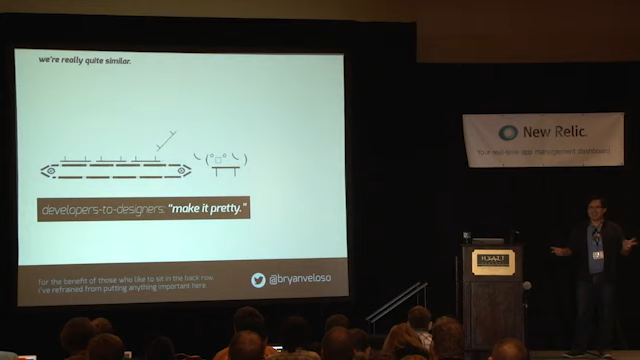 we're really quite similar.
developers-to-designers: "make it pretty."
for the benefit of those who like to sit in the back row,
i've refrained from putting anything important here.
@bryanveloso
New Relic.
Your real-time app management dashboard
HYATT